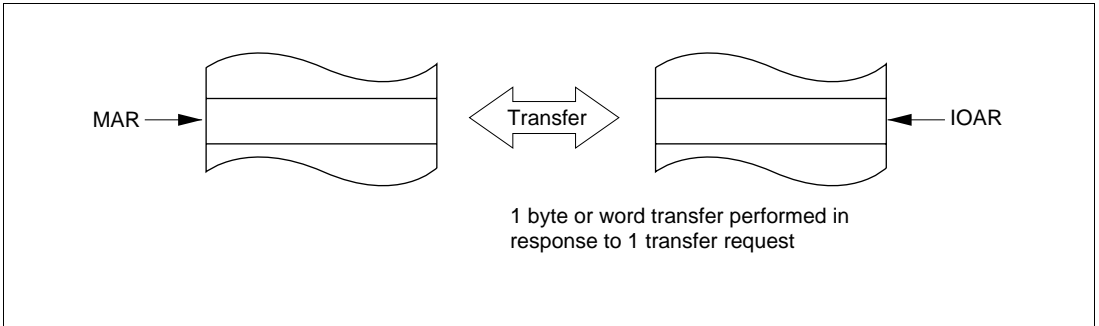 MAR
Transfer
IOAR
1 byte or word transfer performed in
response to 1 transfer request